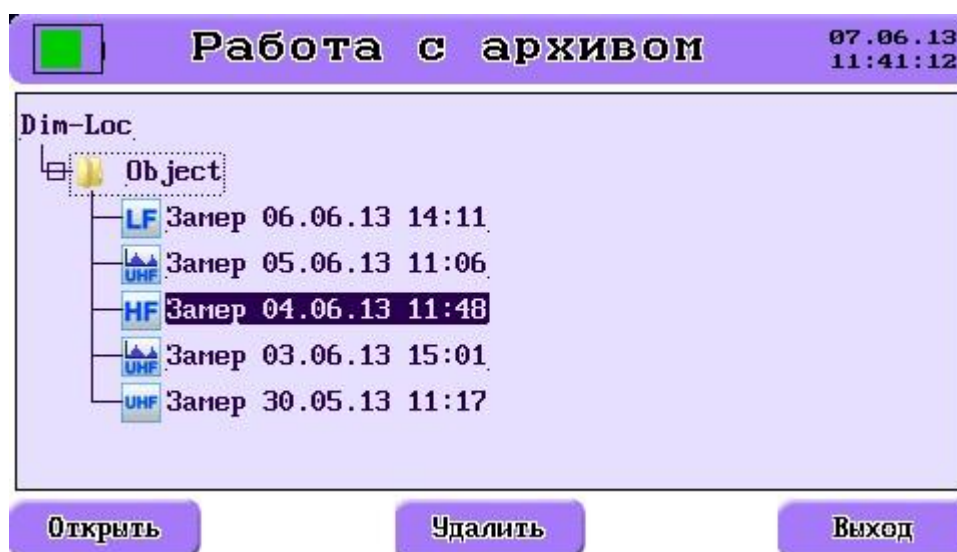 Работа с архивом
07.06.13
11:41:12
Dim-Loc
Object
LF Замер 06.06.13 14:11
UHF Замер 05.06.13 11:06
HF Замер 04.06.13 11:48
UHF Замер 03.06.13 15:01
UHF Замер 30.05.13 11:17
Открыть Удалить Выход